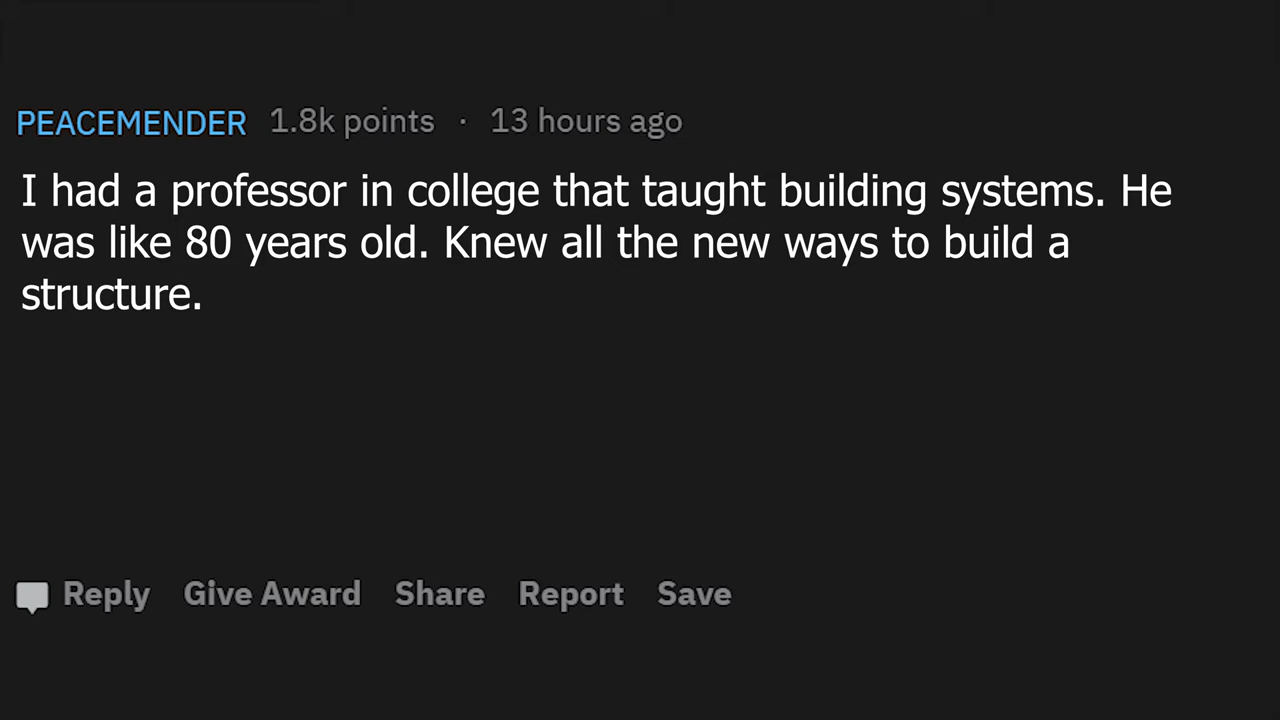 PEACEMENDER 1.8k points · 13 hours ago
I had a professor in college that taught building systems. He
was like 80 years old. Knew all the new ways to build a
structure.
Reply Give Award Share Report Save